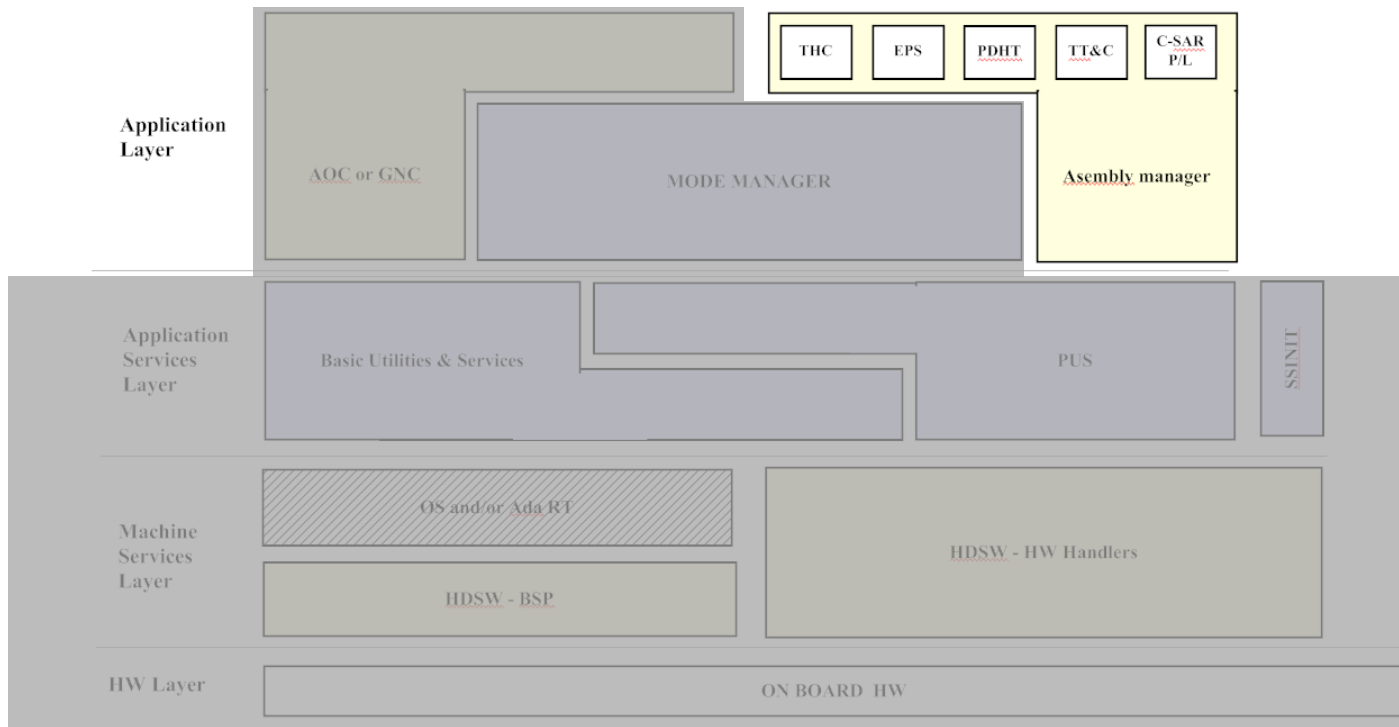 THC
EPS
PDHT
TT&C
C-SAR
P/L
Application
Layer
AOC or GNC
MODE MANAGER
Asembly manager
Application
Services
Layer
Basic Utilities & Services
PUS
SSINIT
Machine
Services
Layer
OS and/or Ada RT
HDSW - HW Handlers
HDSW - BSP
HW Layer
ON BOARD HW